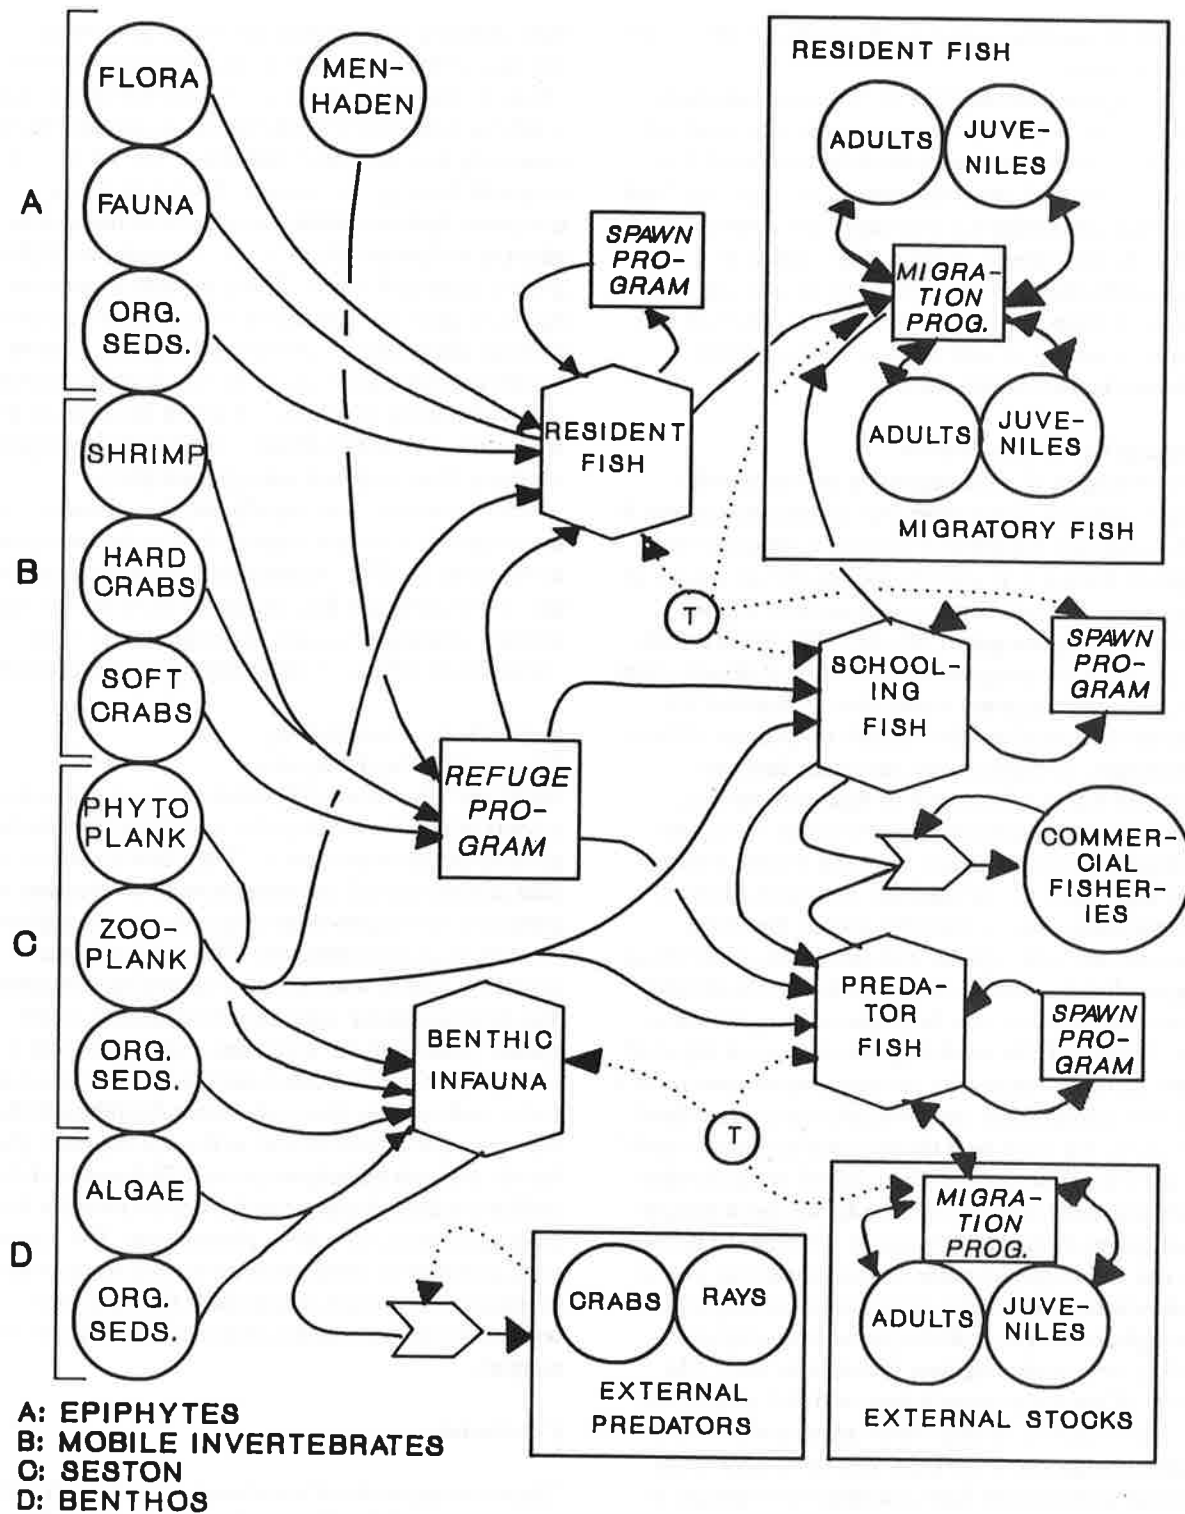 A
FLORA
FAUNA
ORG.
SEDS.
B
SHRIMP
HARD
CRABS
SOFT
CRABS
C
PHYTO
PLANK
ZOO-
PLANK
ORG.
SEDS.
D
ALGAE
ORG.
SEDS.
MEN-
HADEN
SPAWN
PRO-
GRAM
RESIDENT
FISH
REFUGE
PRO-
GRAM
BENTHIC
INFAUNA
RESIDENT FISH
ADULTS
JUVE-
NILES
MIGRA-
TION
PROG.
ADULTS
JUVE-
NILES
MIGRATORY FISH
T
SCHOOL-
ING
FISH
SPAWN
PRO-
GRAM
COMMER-
CIAL
FISHER-
IES
PREDA-
TOR
FISH
SPAWN
PRO-
GRAM
T
CRABS
RAYS
EXTERNAL
PREDATORS
MIGRA-
TION
PROG.
ADULTS
JUVE-
NILES
EXTERNAL STOCKS
A: EPIPHYTES
B: MOBILE INVERTEBRATES
C: SESTON
D: BENTHOS